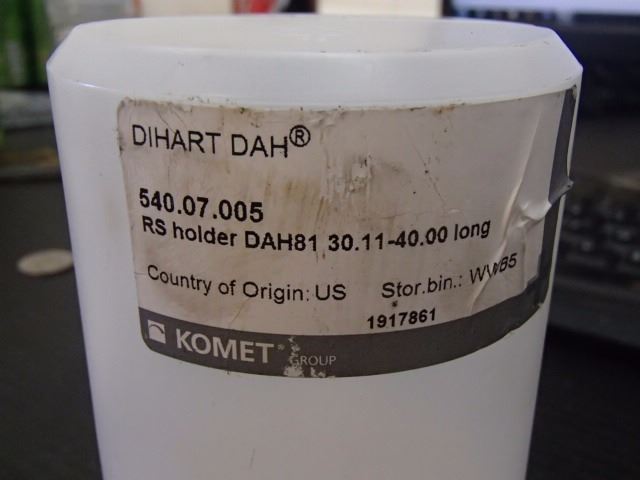 DIHART DAH®
540.07.005
RS holder DAH81 30.11-40.00 long
Country of Origin: US Stor.bin.:
1917861
KOMET® GROUP